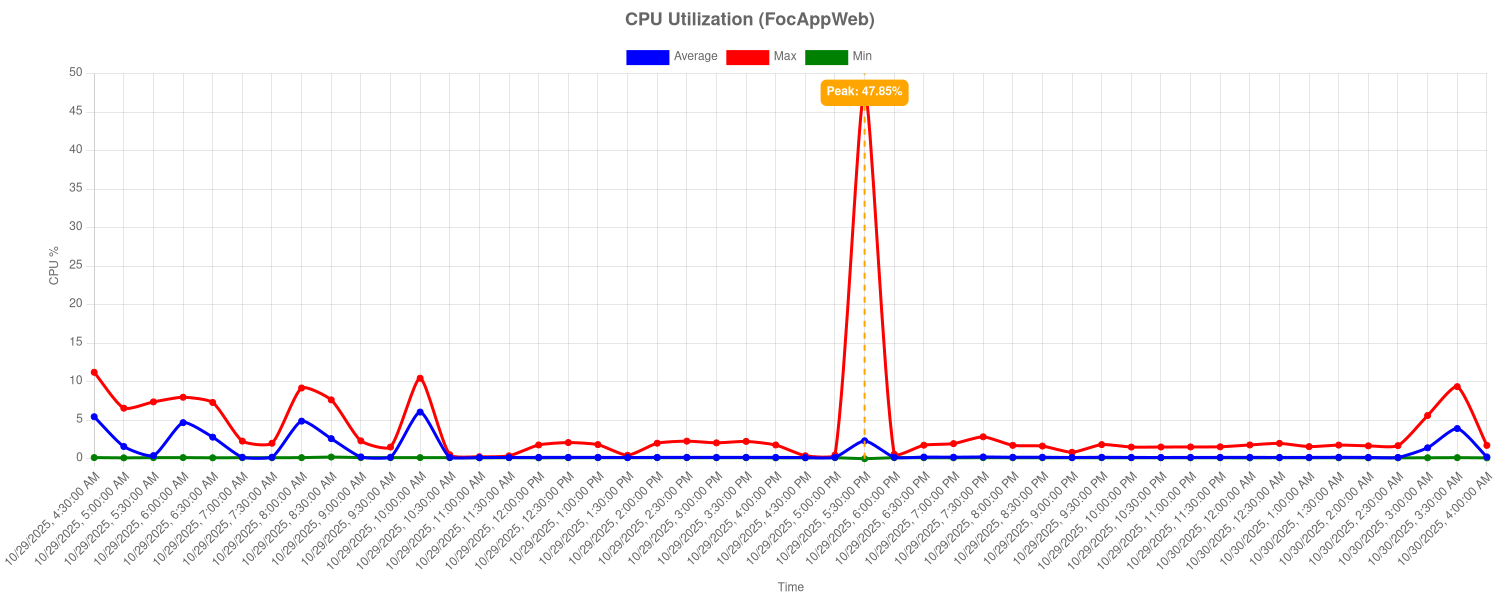 CPU Utilization (FocAppWeb)
Average Max Min
Peak: 47.85%
50
45
40
35
30
25
20
15
10
5
0
CPU %
10/29/2025, 4:30:00 AM
10/29/2025, 5:00:00 AM
10/29/2025, 5:30:00 AM
10/29/2025, 6:00:00 AM
10/29/2025, 6:30:00 AM
10/29/2025, 7:00:00 AM
10/29/2025, 7:30:00 AM
10/29/2025, 8:00:00 AM
10/29/2025, 8:30:00 AM
10/29/2025, 9:00:00 AM
10/29/2025, 9:30:00 AM
10/29/2025, 10:00:00 AM
10/29/2025, 10:30:00 AM
10/29/2025, 11:00:00 AM
10/29/2025, 11:30:00 AM
10/29/2025, 12:00:00 PM
10/29/2025, 12:30:00 PM
10/29/2025, 1:00:00 PM
10/29/2025, 1:30:00 PM
10/29/2025, 2:00:00 PM
10/29/2025, 2:30:00 PM
10/29/2025, 3:00:00 PM
10/29/2025, 3:30:00 PM
10/29/2025, 4:00:00 PM
10/29/2025, 4:30:00 PM
10/29/2025, 5:00:00 PM
10/29/2025, 5:30:00 PM
10/29/2025, 6:00:00 PM
10/29/2025, 6:30:00 PM
10/29/2025, 7:00:00 PM
10/29/2025, 7:30:00 PM
10/29/2025, 8:00:00 PM
10/29/2025, 8:30:00 PM
10/29/2025, 9:00:00 PM
10/29/2025, 9:30:00 PM
10/29/2025, 10:00:00 PM
10/29/2025, 10:30:00 PM
10/29/2025, 11:00:00 PM
10/29/2025, 11:30:00 PM
10/30/2025, 12:00:00 AM
10/30/2025, 12:30:00 AM
10/30/2025, 1:00:00 AM
10/30/2025, 1:30:00 AM
10/30/2025, 2:00:00 AM
10/30/2025, 2:30:00 AM
10/30/2025, 3:00:00 AM
10/30/2025, 3:30:00 AM
10/30/2025, 4:00:00 AM
Time